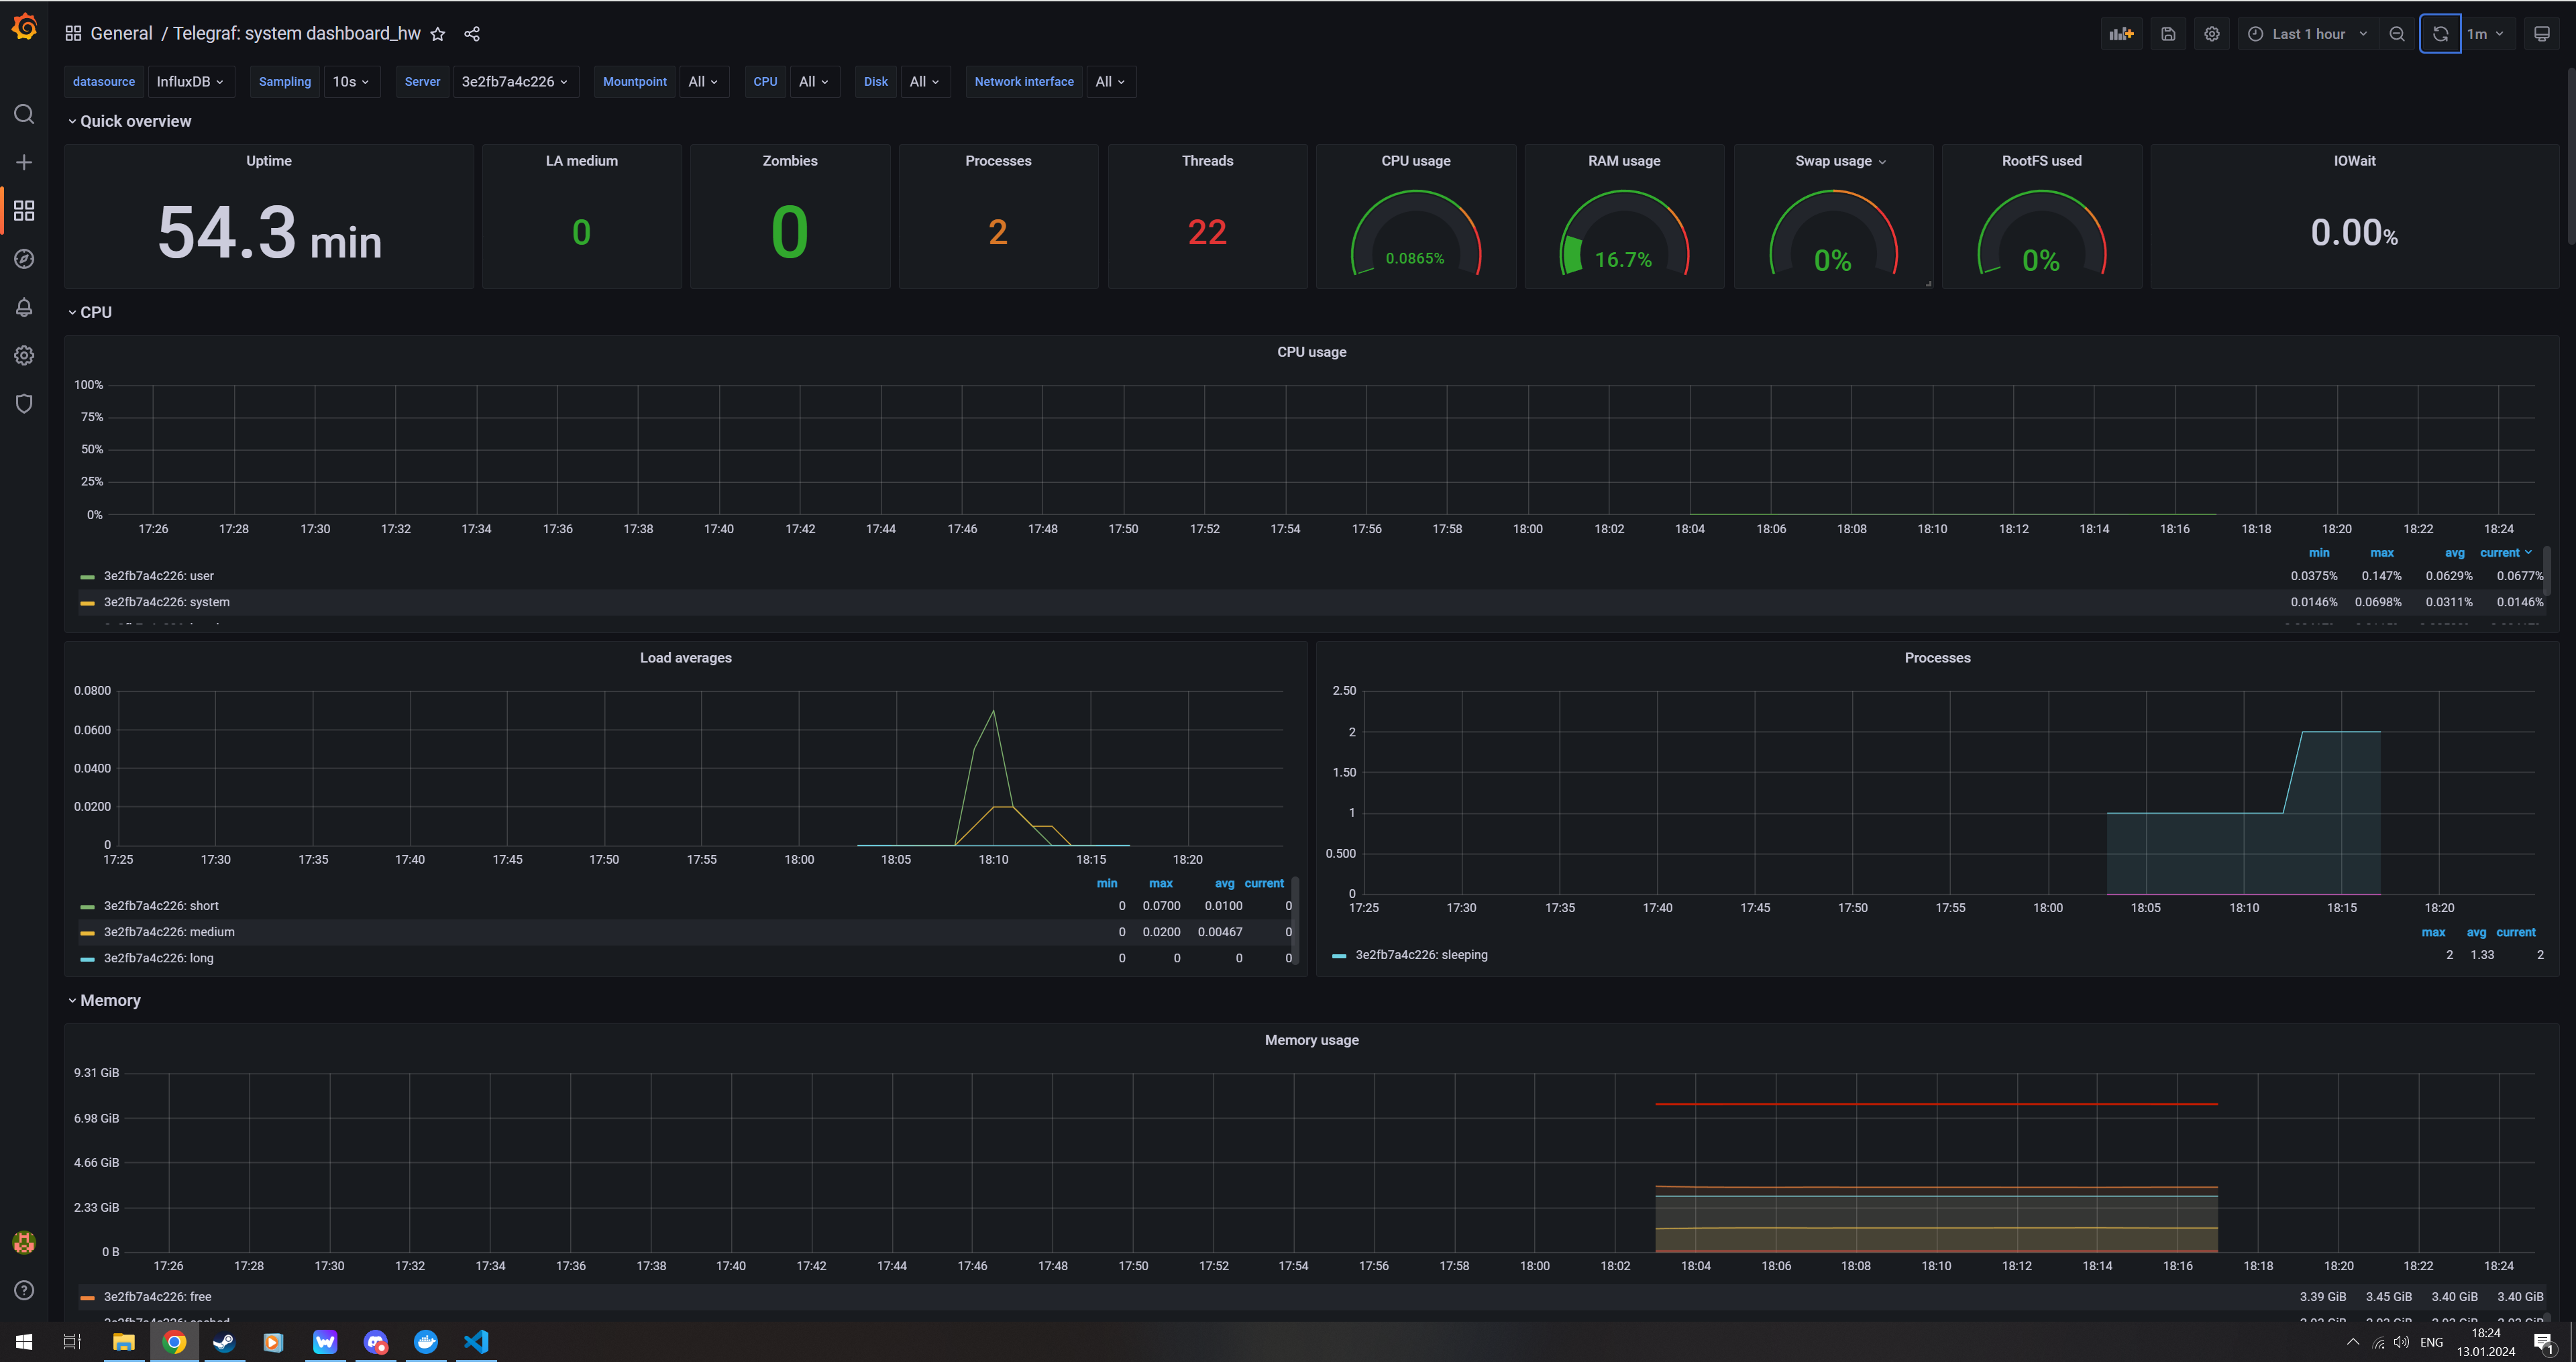 General / Telegraf: system dashboard_hw
Last 1 hour
1m
datasource InfluxDB Sampling 10s Server 3e2fb7a4c226 Mountpoint All CPU All Disk All Network interface All
Quick overview
Uptime
54.3 min
LA medium
0
Zombies
0
Processes
2
Threads
22
CPU usage
0.0865%
RAM usage
16.7%
Swap usage
0%
RootFS used
0%
IOWait
0.00%
CPU
CPU usage
100%
75%
50%
25%
0%
17:26 17:28 17:30 17:32 17:34 17:36 17:38 17:40 17:42 17:44 17:46 17:48 17:50 17:52 17:54 17:56 17:58 18:00 18:02 18:04 18:06 18:08 18:10 18:12 18:14 18:16 18:18 18:20 18:22 18:24
min max avg current
3e2fb7a4c226: user 0.0375% 0.147% 0.0629% 0.0677%
3e2fb7a4c226: system 0.0146% 0.0698% 0.0311% 0.0146%
Load averages
0.0800
0.0600
0.0400
0.0200
0
17:25 17:30 17:35 17:40 17:45 17:50 17:55 18:00 18:05 18:10 18:15 18:20
min max avg current
3e2fb7a4c226: short 0 0.0700 0.0100 0
3e2fb7a4c226: medium 0 0.0200 0.00467 0
3e2fb7a4c226: long 0 0 0 0
Processes
2.50
2
1.50
1
0.500
0
17:25 17:30 17:35 17:40 17:45 17:50 17:55 18:00 18:05 18:10 18:15 18:20
max avg current
3e2fb7a4c226: sleeping 2 1.33 2
Memory
Memory usage
9.31 GiB
6.98 GiB
4.66 GiB
2.33 GiB
0 B
17:26 17:28 17:30 17:32 17:34 17:36 17:38 17:40 17:42 17:44 17:46 17:48 17:50 17:52 17:54 17:56 17:58 18:00 18:02 18:04 18:06 18:08 18:10 18:12 18:14 18:16 18:18 18:20 18:22 18:24
3e2fb7a4c226: free 3.39 GiB 3.45 GiB 3.40 GiB 3.40 GiB
ENG
18:24
13.01.2024
1